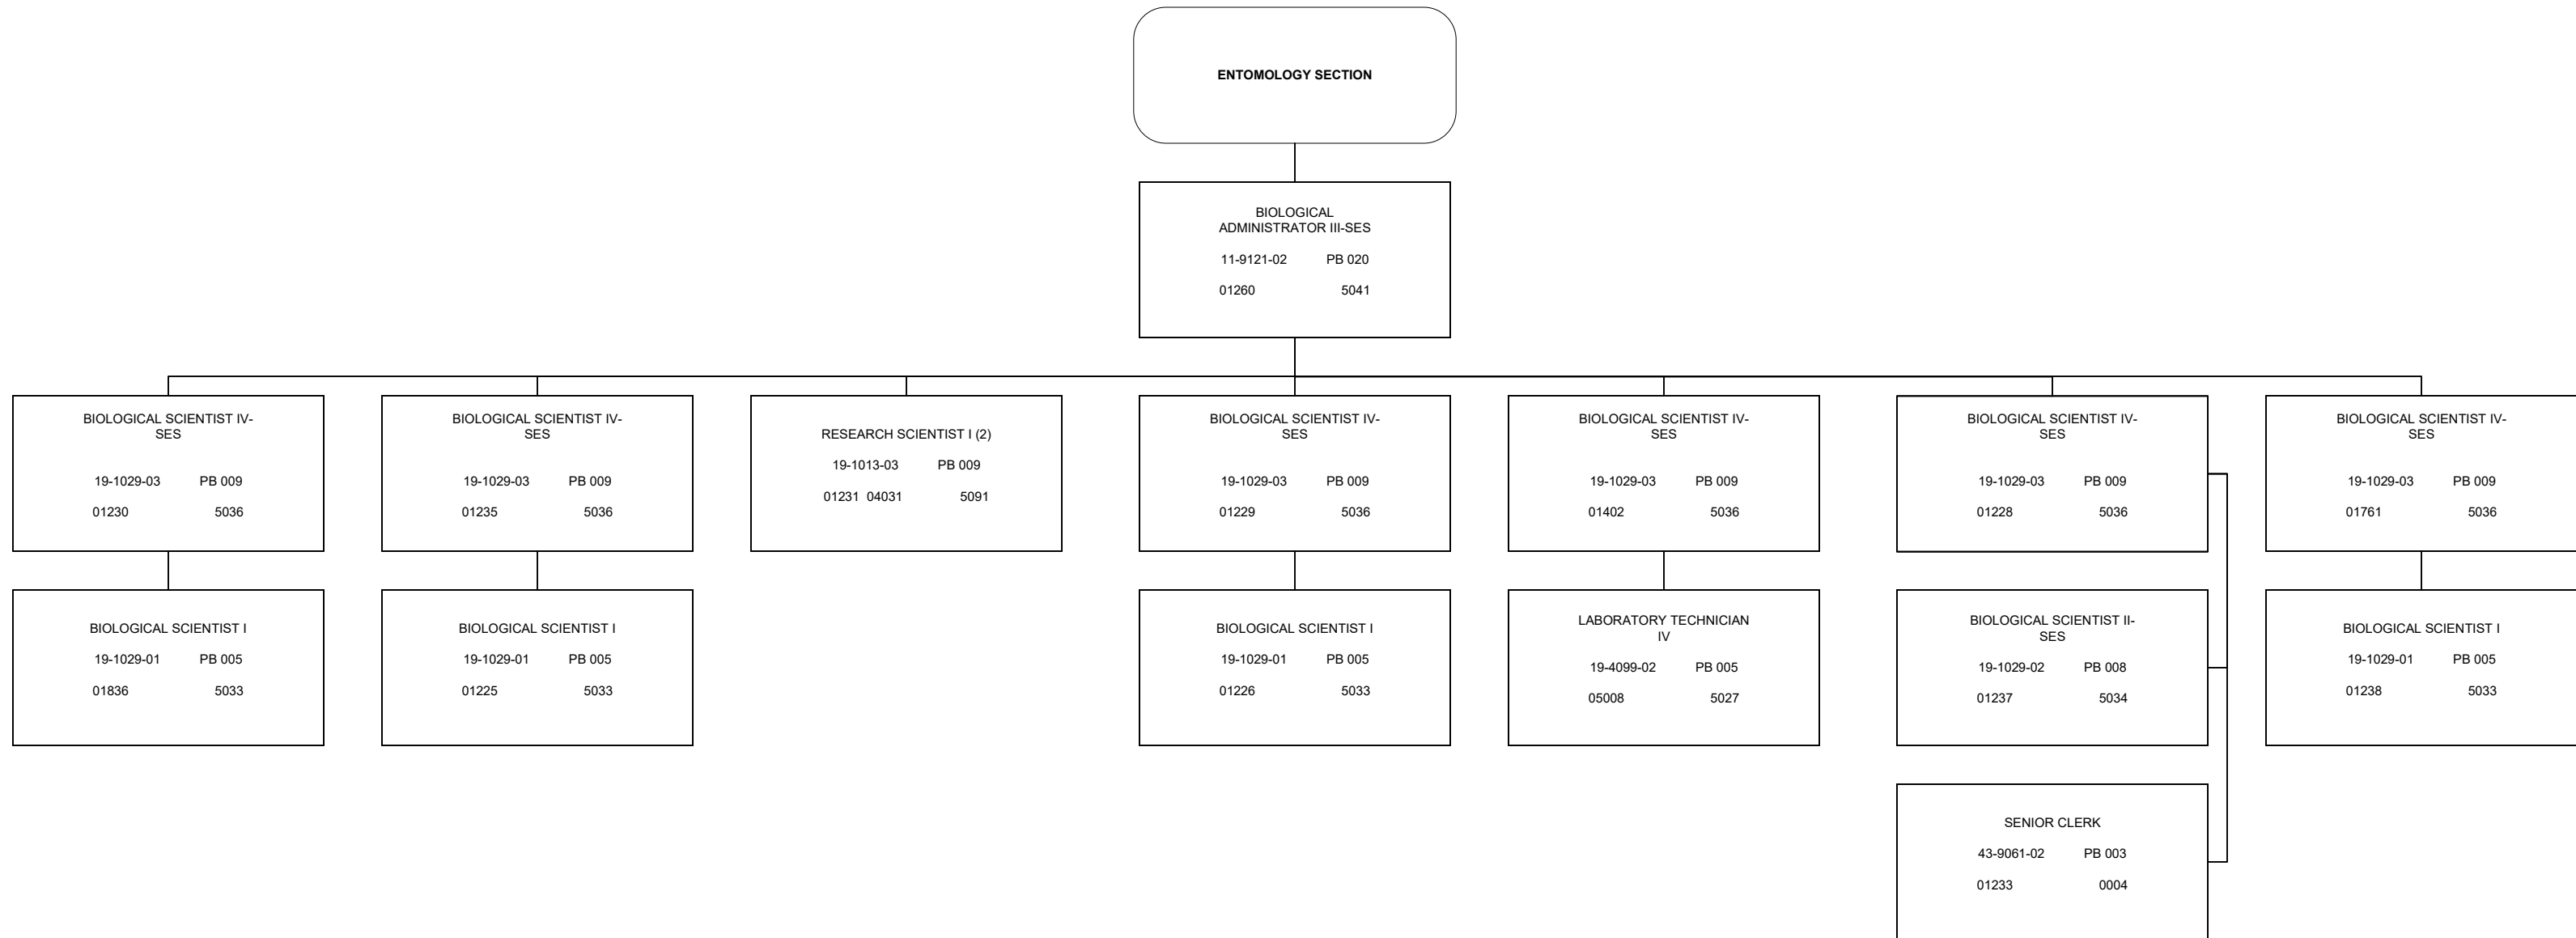 ENTOMOLOGY SECTION
BIOLOGICAL
ADMINISTRATOR III-SES
11-9121-02 PB 020
01260 5041
BIOLOGICAL SCIENTIST IV-
SES
19-1029-03 PB 009
01230 5036
BIOLOGICAL SCIENTIST IV-
SES
19-1029-03 PB 009
01235 5036
RESEARCH SCIENTIST I (2)
19-1013-03 PB 009
01231 04031 5091
BIOLOGICAL SCIENTIST IV-
SES
19-1029-03 PB 009
01229 5036
BIOLOGICAL SCIENTIST IV-
SES
19-1029-03 PB 009
01402 5036
BIOLOGICAL SCIENTIST IV-
SES
19-1029-03 PB 009
01228 5036
BIOLOGICAL SCIENTIST IV-
SES
19-1029-03 PB 009
01761 5036
BIOLOGICAL SCIENTIST I
19-1029-01 PB 005
01836 5033
BIOLOGICAL SCIENTIST I
19-1029-01 PB 005
01225 5033
BIOLOGICAL SCIENTIST I
19-1029-01 PB 005
01226 5033
LABORATORY TECHNICIAN
IV
19-4099-02 PB 005
05008 5027
BIOLOGICAL SCIENTIST II-
SES
19-1029-02 PB 008
01237 5034
BIOLOGICAL SCIENTIST I
19-1029-01 PB 005
01238 5033
SENIOR CLERK
43-9061-02 PB 003
01233 0004